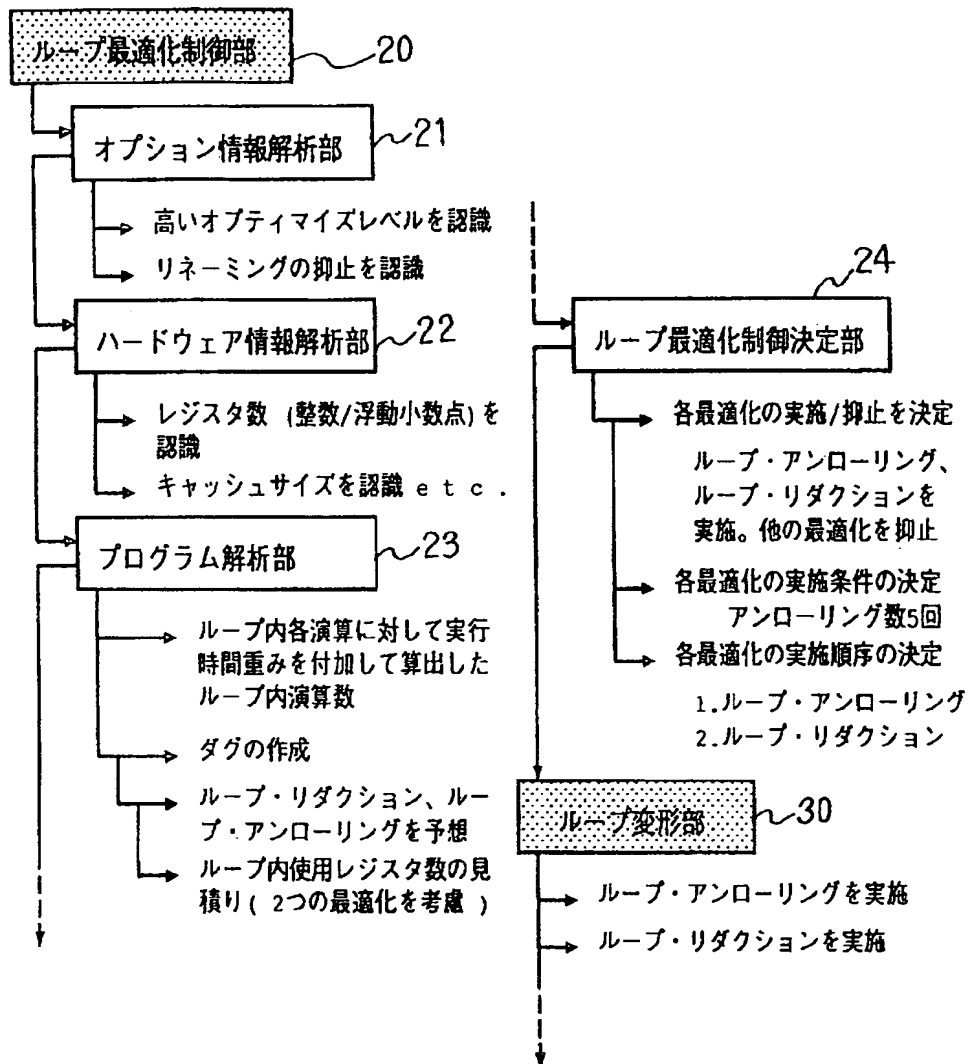 ループ最適化制御部
20
オプション情報解析部
21
高いオプティマイズレベルを認識
リネーミングの抑止を認識
ハードウェア情報解析部
22
レジスタ数 (整数/浮動小数点) を
認識
キャッシュサイズを認識 etc.
プログラム解析部
23
ループ内各演算に対して実行
時間重みを付加して算出した
ループ内演算数
ダグの作成
ループ・リダクション、ルー
プ・アンローリングを予想
ループ内使用レジスタ数の見
積り ( 2つの最適化を考慮 )
24
ループ最適化制御決定部
各最適化の実施/抑止を決定
ループ・アンローリング、
ループ・リダクションを
実施。他の最適化を抑止
各最適化の実施条件の決定
アンローリング数5回
各最適化の実施順序の決定
1.ループ・アンローリング
2.ループ・リダクション
ループ変形部
30
ループ・アンローリングを実施
ループ・リダクションを実施